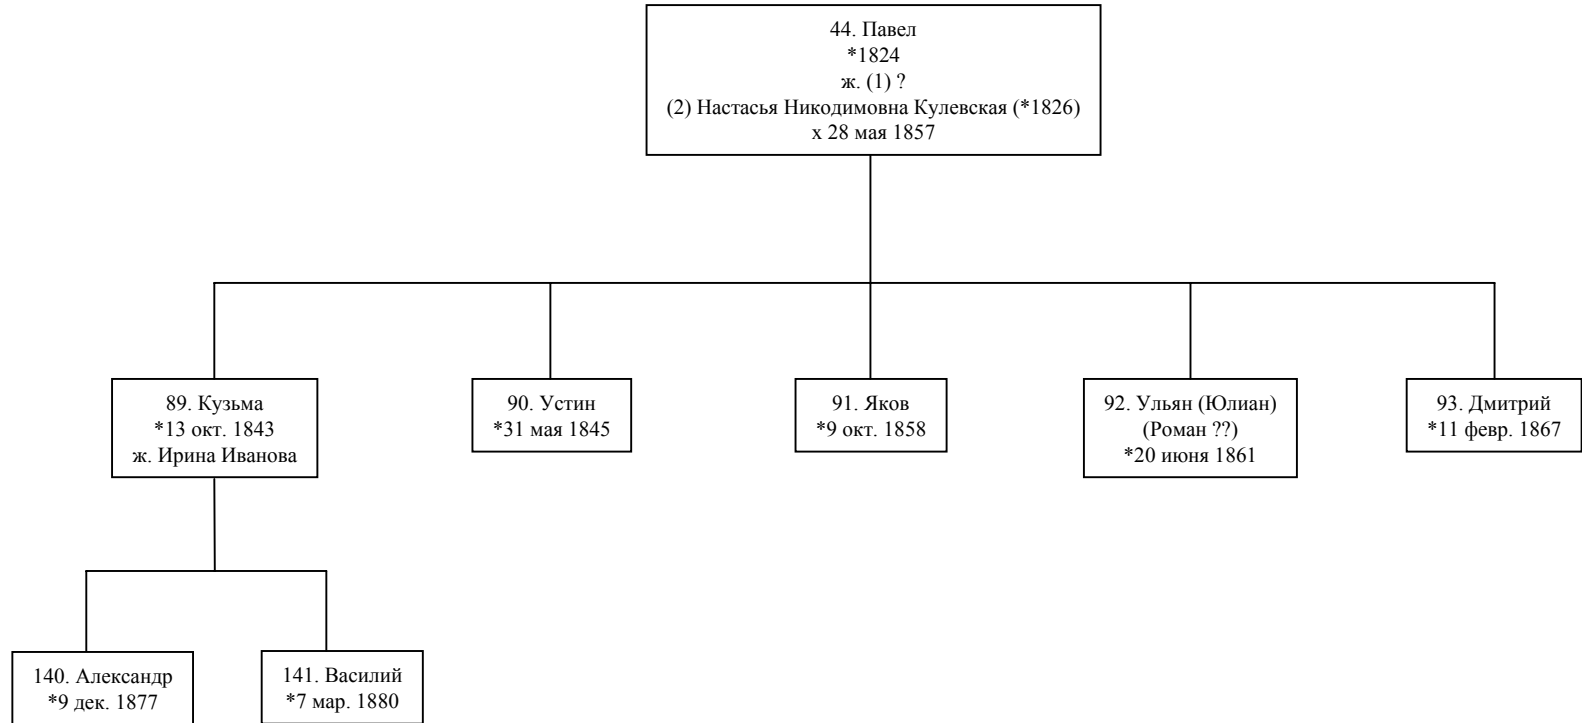 44. Павел
*1824
ж. (1) ?
(2) Настасья Никодимовна Кулевская (*1826)
x 28 мая 1857
89. Кузьма
*13 окт. 1843
ж. Ирина Иванова
90. Устин
*31 мая 1845
91. Яков
*9 окт. 1858
92. Ульян (Юлиан)
(Роман ??)
*20 июня 1861
93. Дмитрий
*11 февр. 1867
140. Александр
*9 дек. 1877
141. Василий
*7 мар. 1880